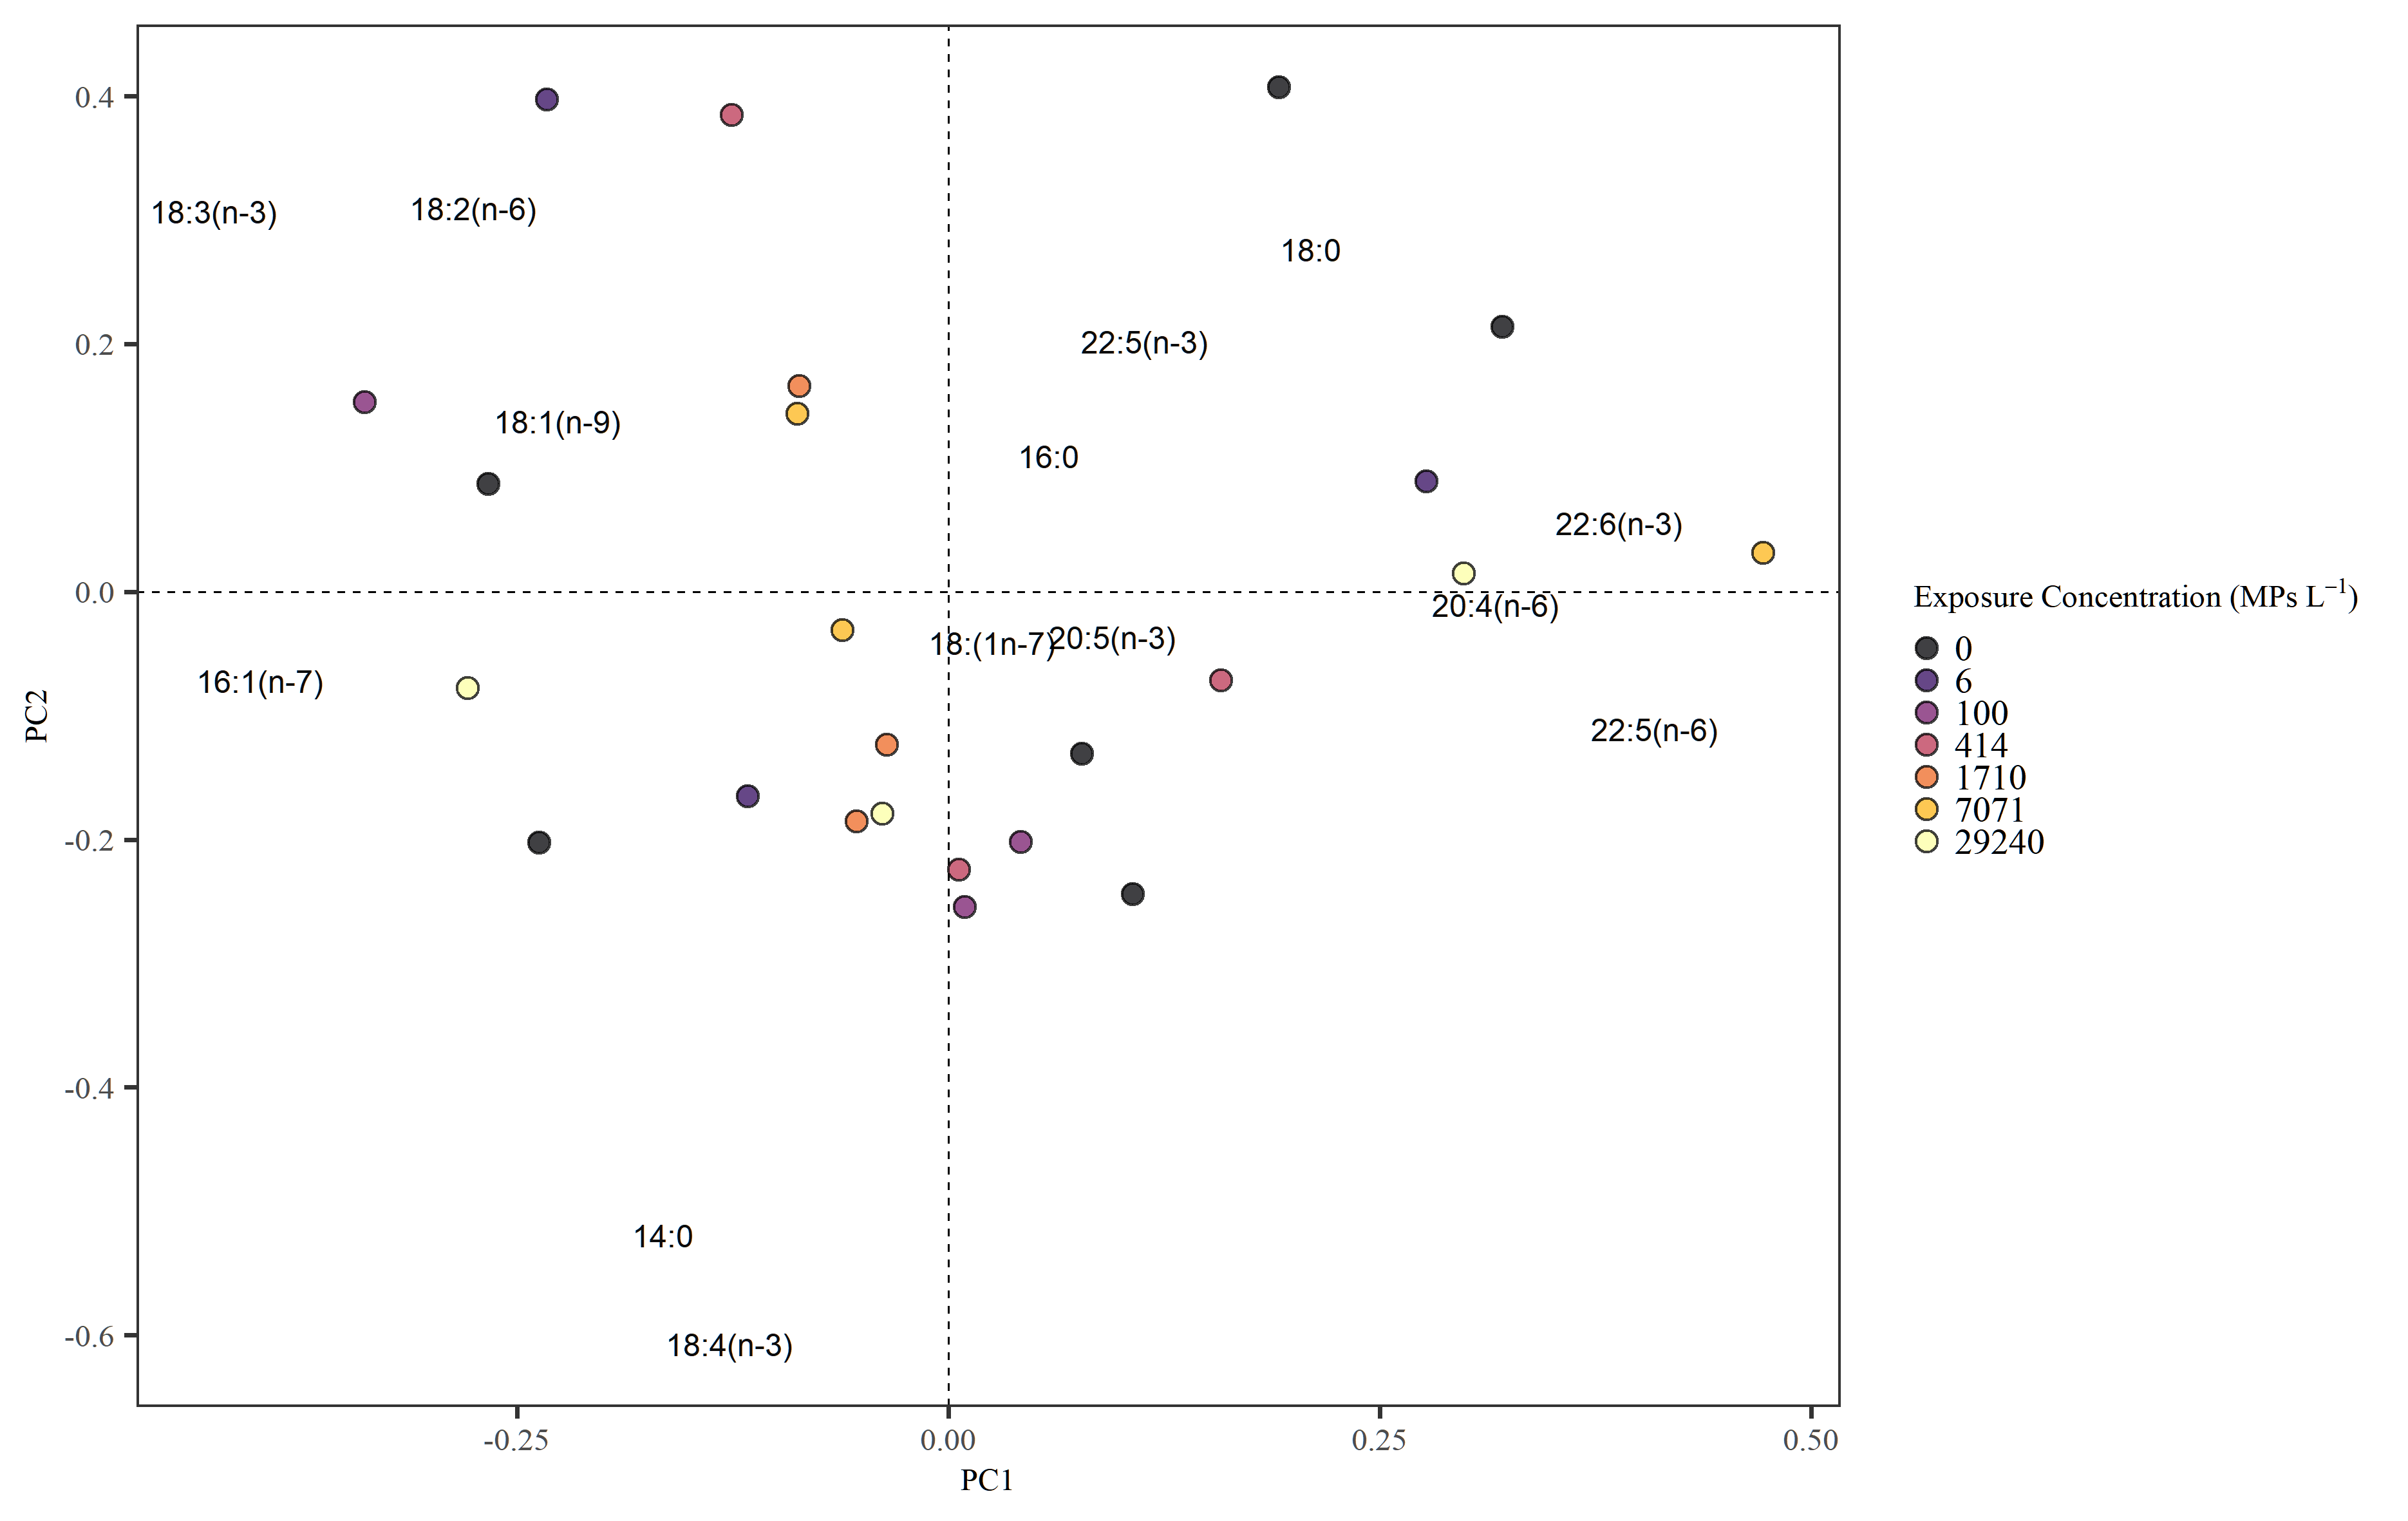 0.4
0.2
0.0
-0.2
-0.4
-0.6
PC2
18:3(n-3)
18:2(n-6)
18:0
22:5(n-3)
18:1(n-9)
16:0
22:6(n-3)
20:4(n-6)
18:(1n-7)
20:5(n-3)
16:1(n-7)
22:5(n-6)
14:0
18:4(n-3)
-0.25
0.00
0.25
0.50
PC1
Exposure Concentration (MPs L⁻¹)
0
6
100
414
1710
7071
29240